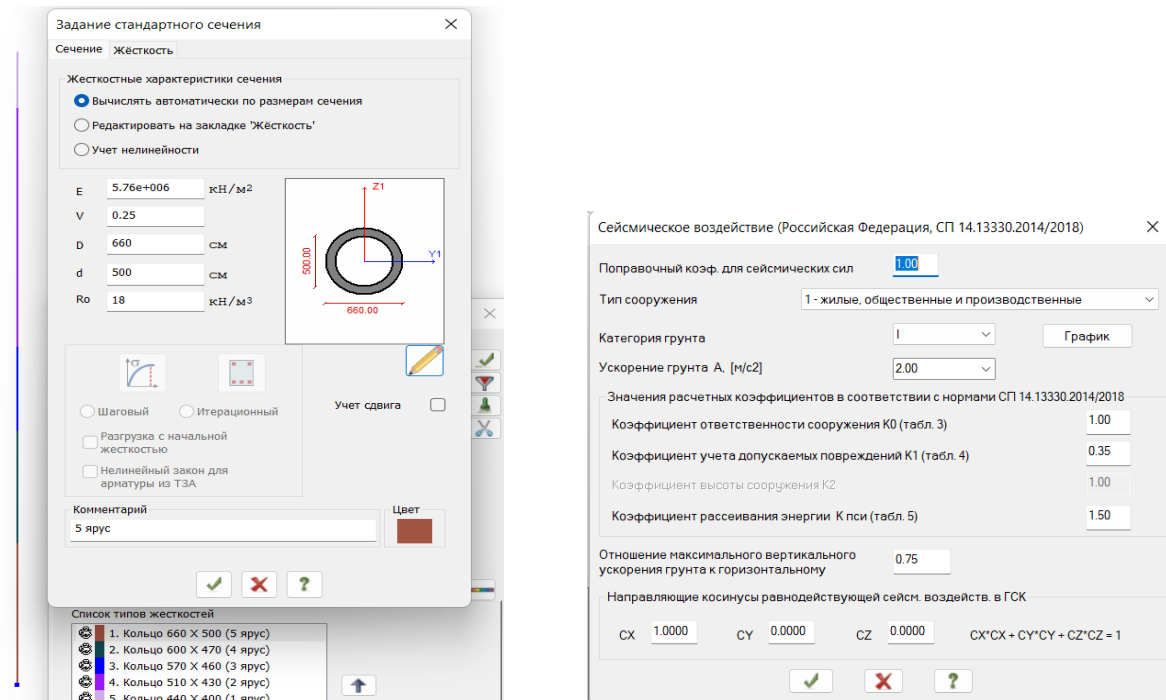 Задание стандартного сечения
Сечение Жёсткость
Жесткостные характеристики сечения
Вычислять автоматически по размерам сечения
Редактировать на закладке 'Жёсткость'
Учет нелинейности
E 5.76e+006 кН/м2
V 0.25
D 660 см
d 500 см
Ro 18 кН/м3
Z1
Y1
500.00
660.00
Шаговый Итерационный
Учет сдвига
Разгрузка с начальной
жесткостью
Нелинейный закон для
арматуры из ТЗА
Комментарий
5 ярус
Цвет
Список типов жесткостей
1. Кольцо 660 X 500 (5 ярус)
2. Кольцо 600 X 470 (4 ярус)
3. Кольцо 570 X 460 (3 ярус)
4. Кольцо 510 X 430 (2 ярус)
5. Кольцо 440 X 400 (1 ярус)
Сейсмическое воздействие (Российская Федерация, СП 14.13330.2014/2018)
Поправочный коэф. для сейсмических сил 1.00
Тип сооружения 1 - жилые, общественные и производственные
Категория грунта I График
Ускорение грунта A, [м/с2] 2.00
Значения расчетных коэффициентов в соответствии с нормами СП 14.13330.2014/2018
Коэффициент ответственности сооружения K0 (табл. 3) 1.00
Коэффициент учета допускаемых повреждений K1 (табл. 4) 0.35
Коэффициент высоты сооружения K2 1.00
Коэффициент рассеивания энергии K пси (табл. 5) 1.50
Отношение максимального вертикального
ускорения грунта к горизонтальному 0.75
Направляющие косинусы равнодействующей сейсм. воздейств. в ГСК
CX 1.0000 CY 0.0000 CZ 0.0000 CX*CX + CY*CY + CZ*CZ = 1